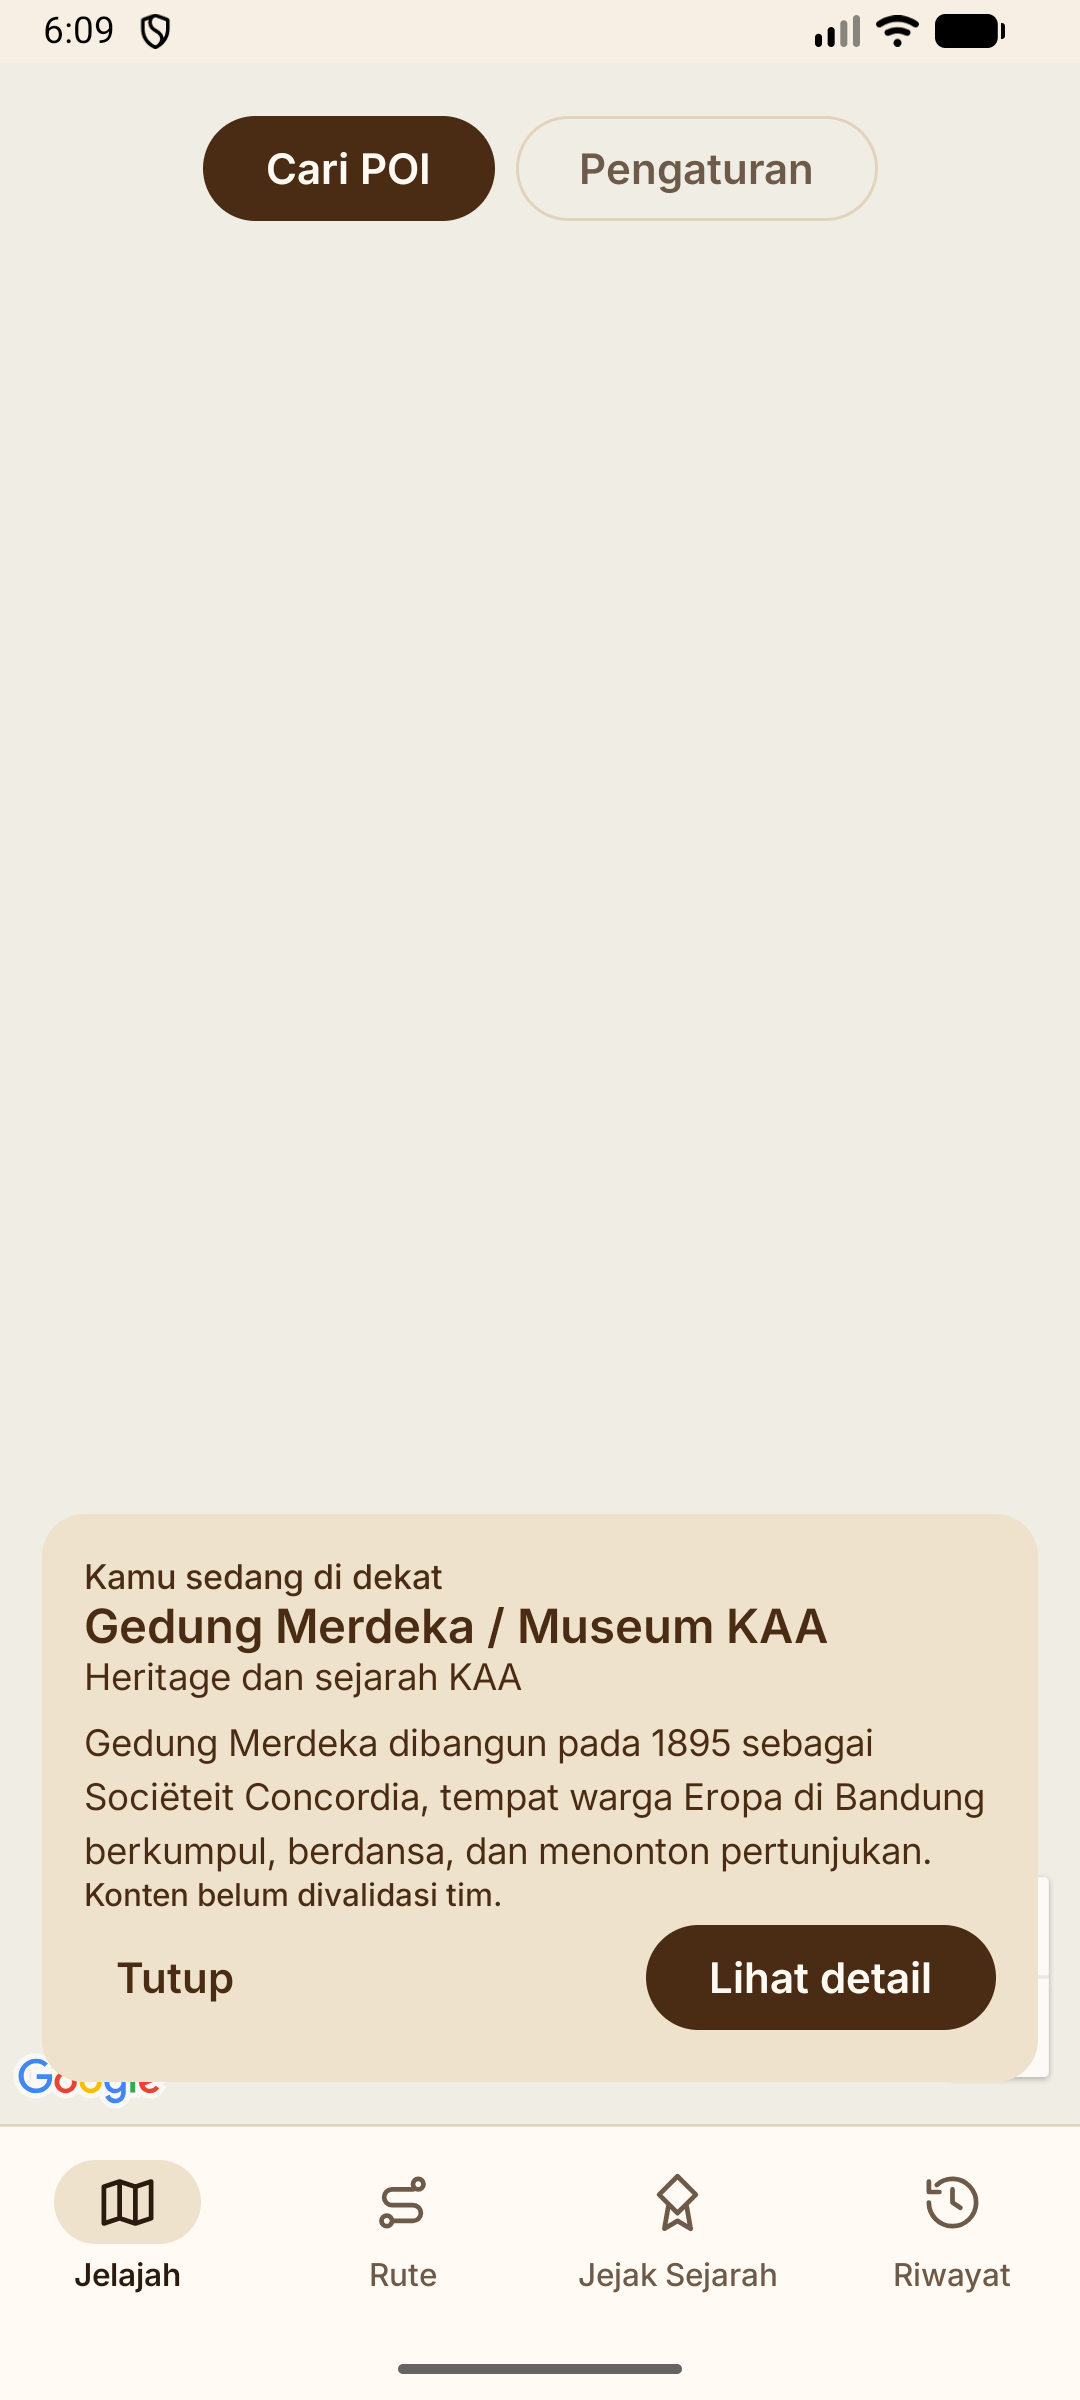 6:09
Cari POI
Pengaturan
Kamu sedang di dekat
Gedung Merdeka / Museum KAA
Heritage dan sejarah KAA
Gedung Merdeka dibangun pada 1895 sebagai
Sociëteit Concordia, tempat warga Eropa di Bandung
berkumpul, berdansa, dan menonton pertunjukan.
Konten belum divalidasi tim.
Tutup
Lihat detail
Google
Jelajah
Rute
Jejak Sejarah
Riwayat